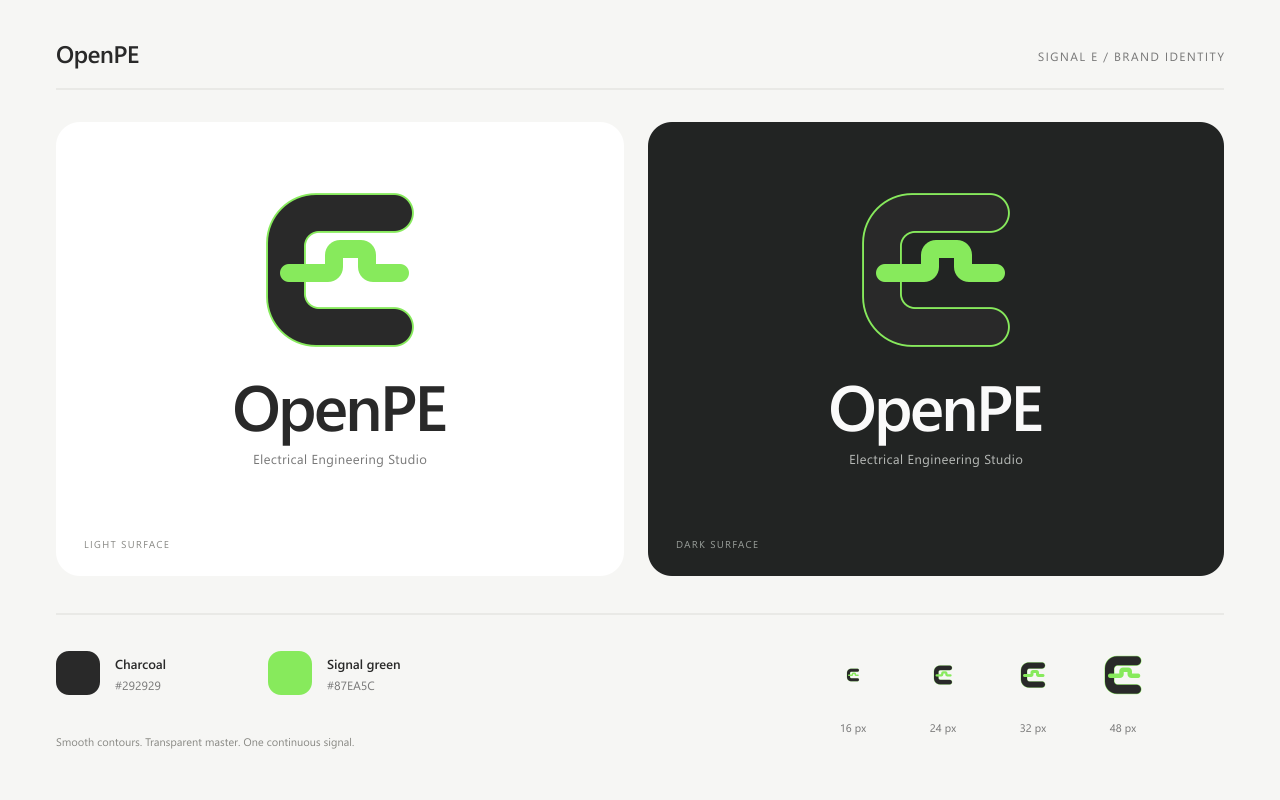 OpenPE
SIGNAL E / BRAND IDENTITY
OpenPE
Electrical Engineering Studio
LIGHT SURFACE
OpenPE
Electrical Engineering Studio
DARK SURFACE
Charcoal
#292929
Signal green
#87EA5C
16 px
24 px
32 px
48 px
Smooth contours. Transparent master. One continuous signal.